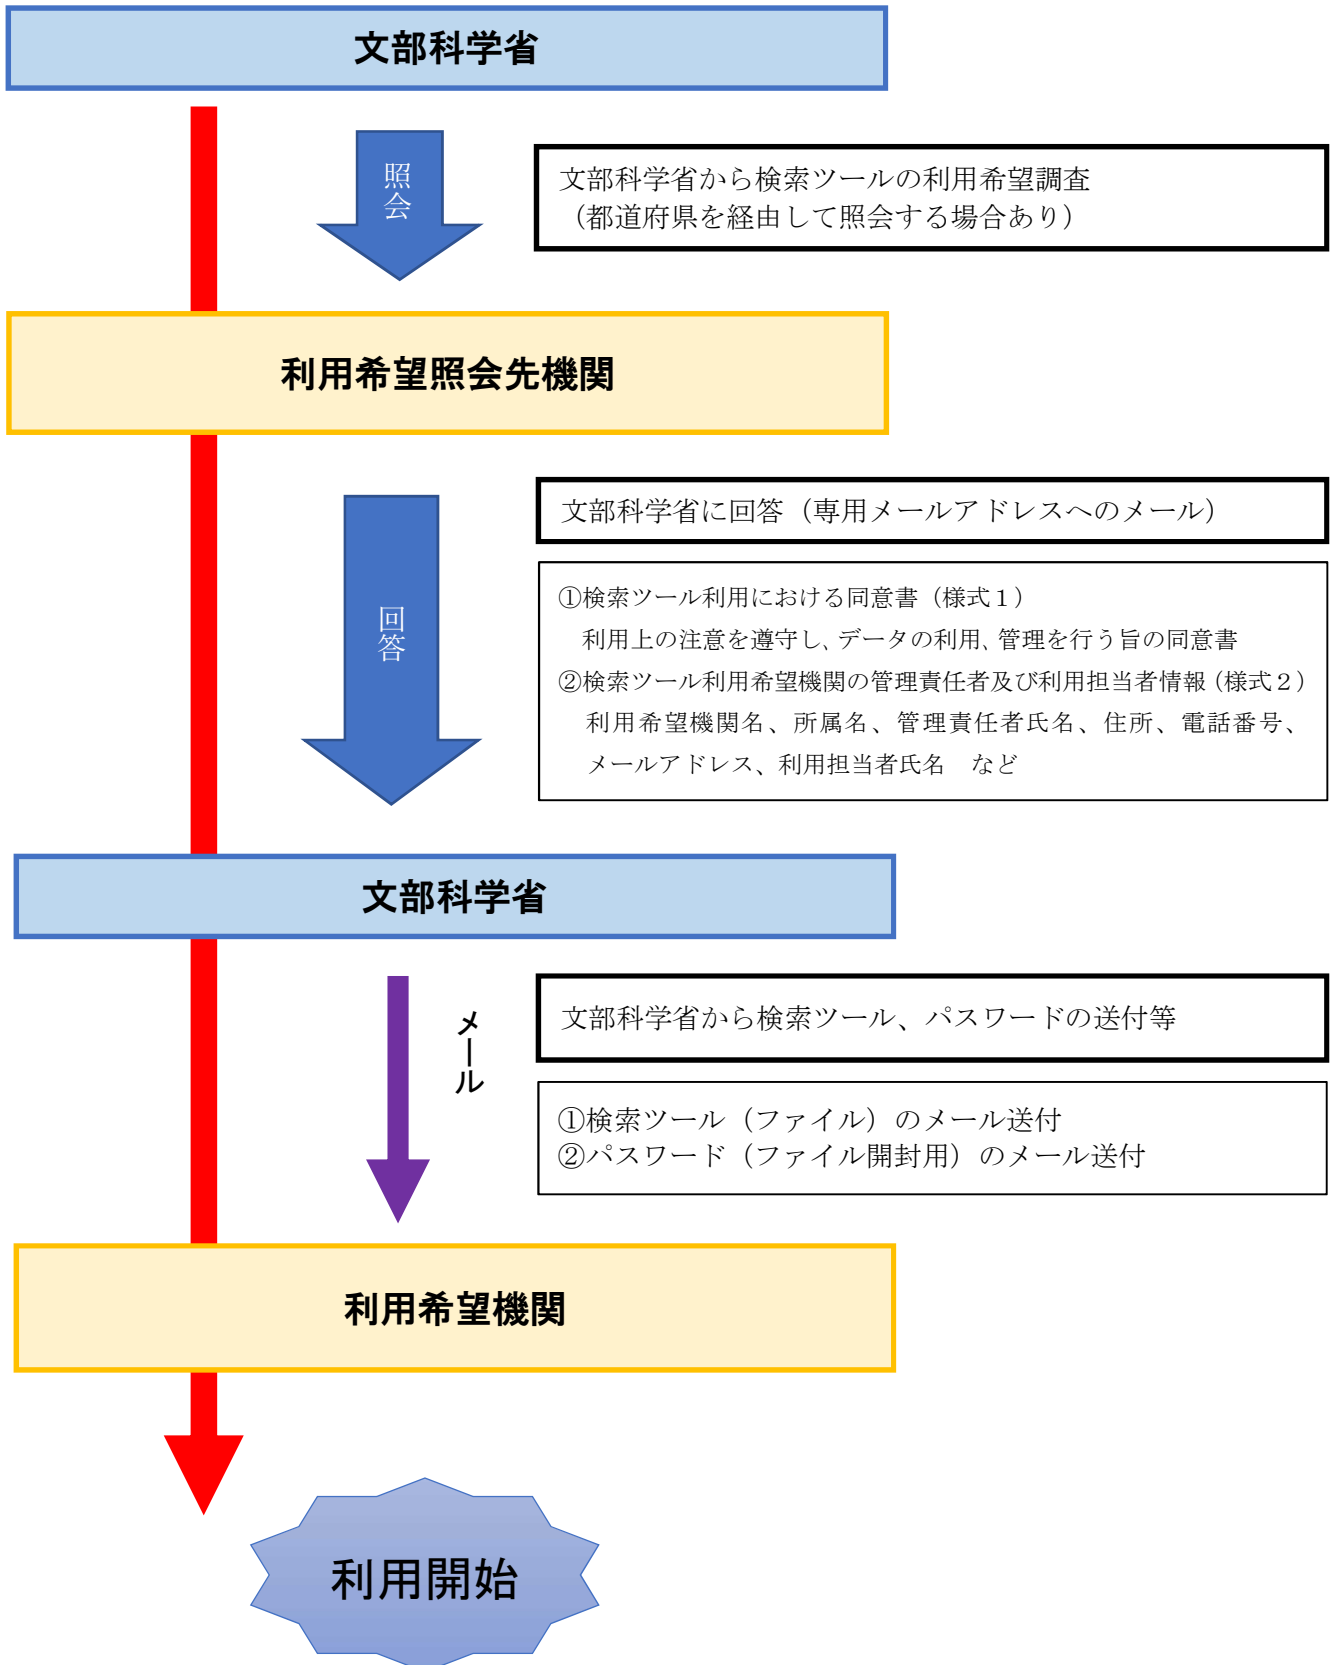 文部科学省
照会
文部科学省から検索ツールの利用希望調査
（都道府県を経由して照会する場合あり）
利用希望照会先機関
回答
文部科学省に回答（専用メールアドレスへのメール）
①検索ツール利用における同意書（様式１）
利用上の注意を遵守し、データの利用、管理を行う旨の同意書
②検索ツール利用希望機関の管理責任者及び利用担当者情報（様式２）
利用希望機関名、所属名、管理責任者氏名、住所、電話番号、
メールアドレス、利用担当者氏名　など
文部科学省
メール
文部科学省から検索ツール、パスワードの送付等
①検索ツール（ファイル）のメール送付
②パスワード（ファイル開封用）のメール送付
利用希望機関
利用開始